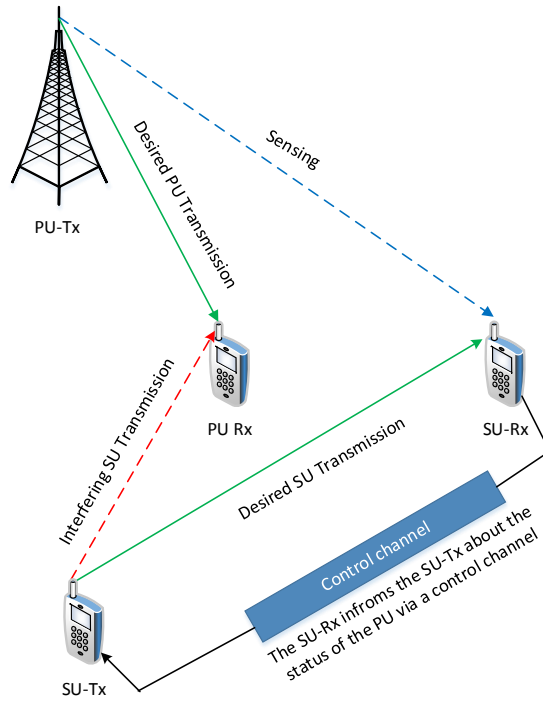 PU-Tx
Desired PU Transmission
Sensing
PU Rx
SU-Rx
Interfering SU Transmission
Desired SU Transmission
Control channel
The SU-Rx infroms the SU-Tx about the
status of the PU via a control channel
SU-Tx